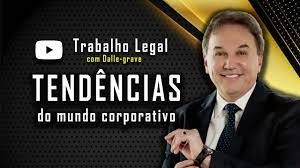 Trabalho Legal
com Dalle-grave
TENDÊNCIAS
do mundo corporativo